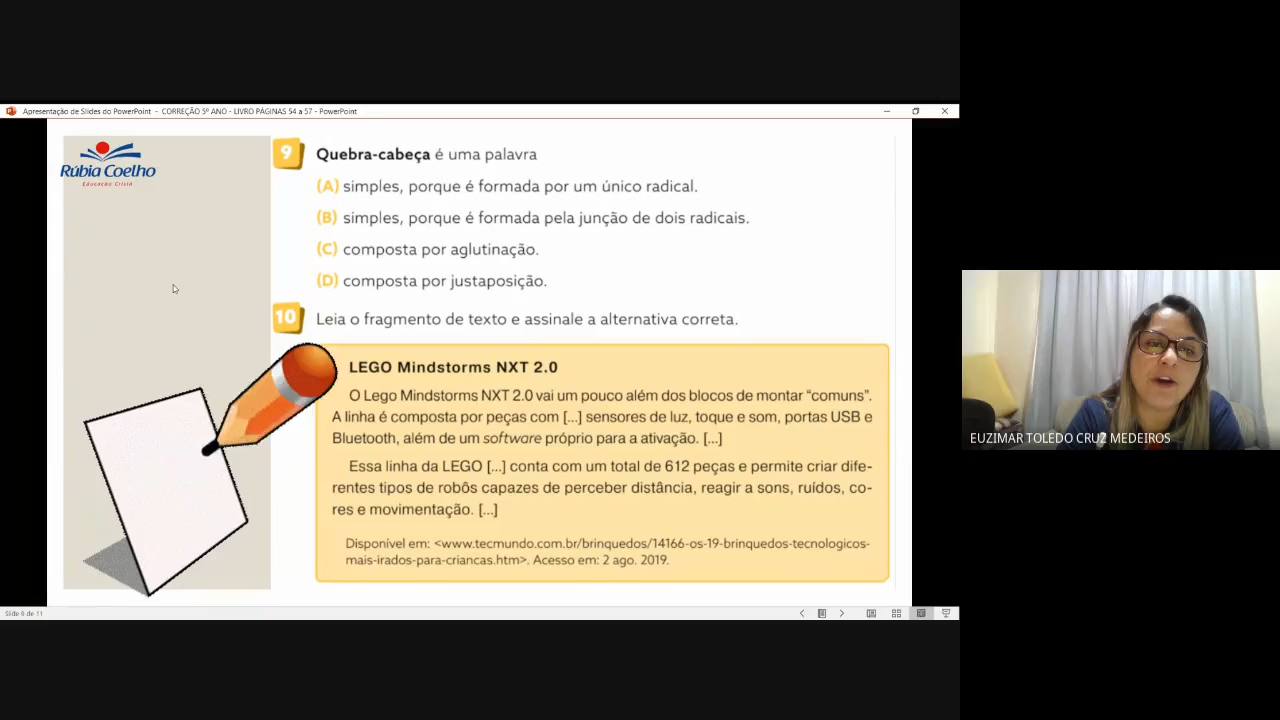 Apresentação de Slides do PowerPoint - CORREÇÃO 5º ANO - LIVRO PÁGINAS 54 a 57 - PowerPoint
Rúbia Coelho
Educação Cristã
9 Quebra-cabeça é uma palavra
(A) simples, porque é formada por um único radical.
(B) simples, porque é formada pela junção de dois radicais.
(C) composta por aglutinação.
(D) composta por justaposição.
10 Leia o fragmento de texto e assinale a alternativa correta.
LEGO Mindstorms NXT 2.0
O Lego Mindstorms NXT 2.0 vai um pouco além dos blocos de montar “comuns”.
A linha é composta por peças com [...] sensores de luz, toque e som, portas USB e
Bluetooth, além de um software próprio para a ativação. [...]
Essa linha da LEGO [...] conta com um total de 612 peças e permite criar dife-
rentes tipos de robôs capazes de perceber distância, reagir a sons, ruídos, co-
res e movimentação. [...]
Disponível em: <www.tecmundo.com.br/brinquedos/14166-os-19-brinquedos-tecnologicos-
mais-irados-para-criancas.htm>. Acesso em: 2 ago. 2019.
EUZIMAR TOLEDO CRUZ MEDEIROS
Slide 9 de 11